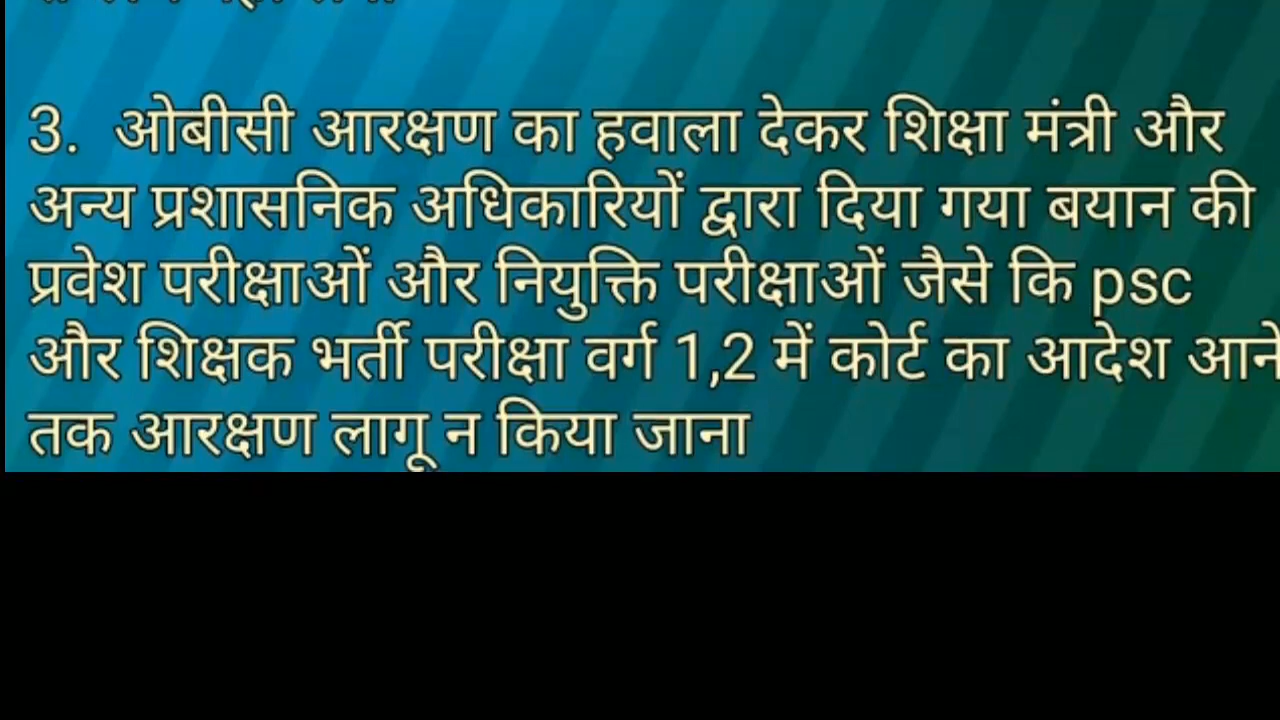 3. ओबीसी आरक्षण का हवाला देकर शिक्षा मंत्री और
अन्य प्रशासनिक अधिकारियों द्वारा दिया गया बयान की
प्रवेश परीक्षाओं और नियुक्ति परीक्षाओं जैसे कि psc
और शिक्षक भर्ती परीक्षा वर्ग 1,2 में कोर्ट का आदेश आने
तक आरक्षण लागू न किया जाना